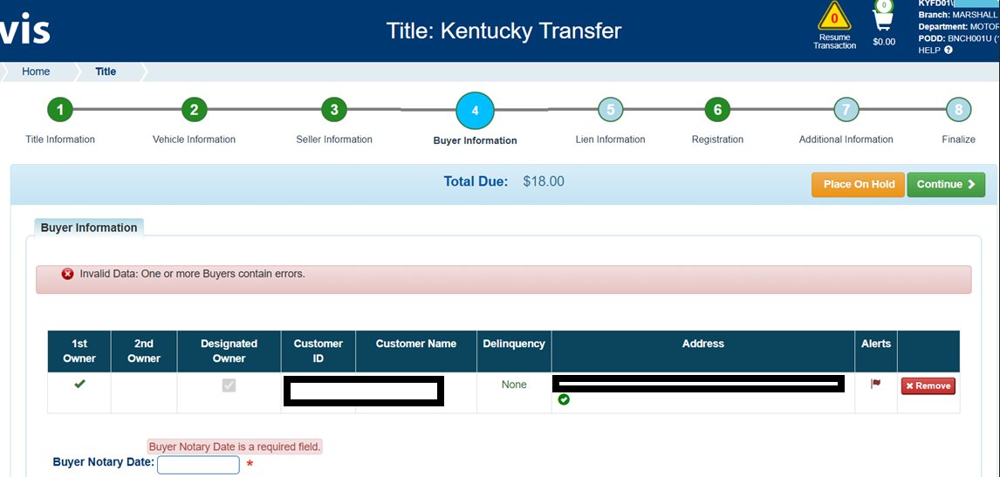 vis
Title: Kentucky Transfer
0
Resume
Transaction
0
$0.00
KYFD01\
Branch: MARSHALL
Department: MOTOR
PODD: BNCH001U (
HELP ?
Home
Title
1
2
3
4
5
6
7
8
Title Information
Vehicle Information
Seller Information
Buyer Information
Lien Information
Registration
Additional Information
Finalize
Total Due: $18.00
Place On Hold
Continue
Buyer Information
Invalid Data: One or more Buyers contain errors.
1st
Owner
2nd
Owner
Designated
Owner
Customer
ID
Customer Name
Delinquency
Address
Alerts
None
Remove
Buyer Notary Date is a required field.
Buyer Notary Date: *